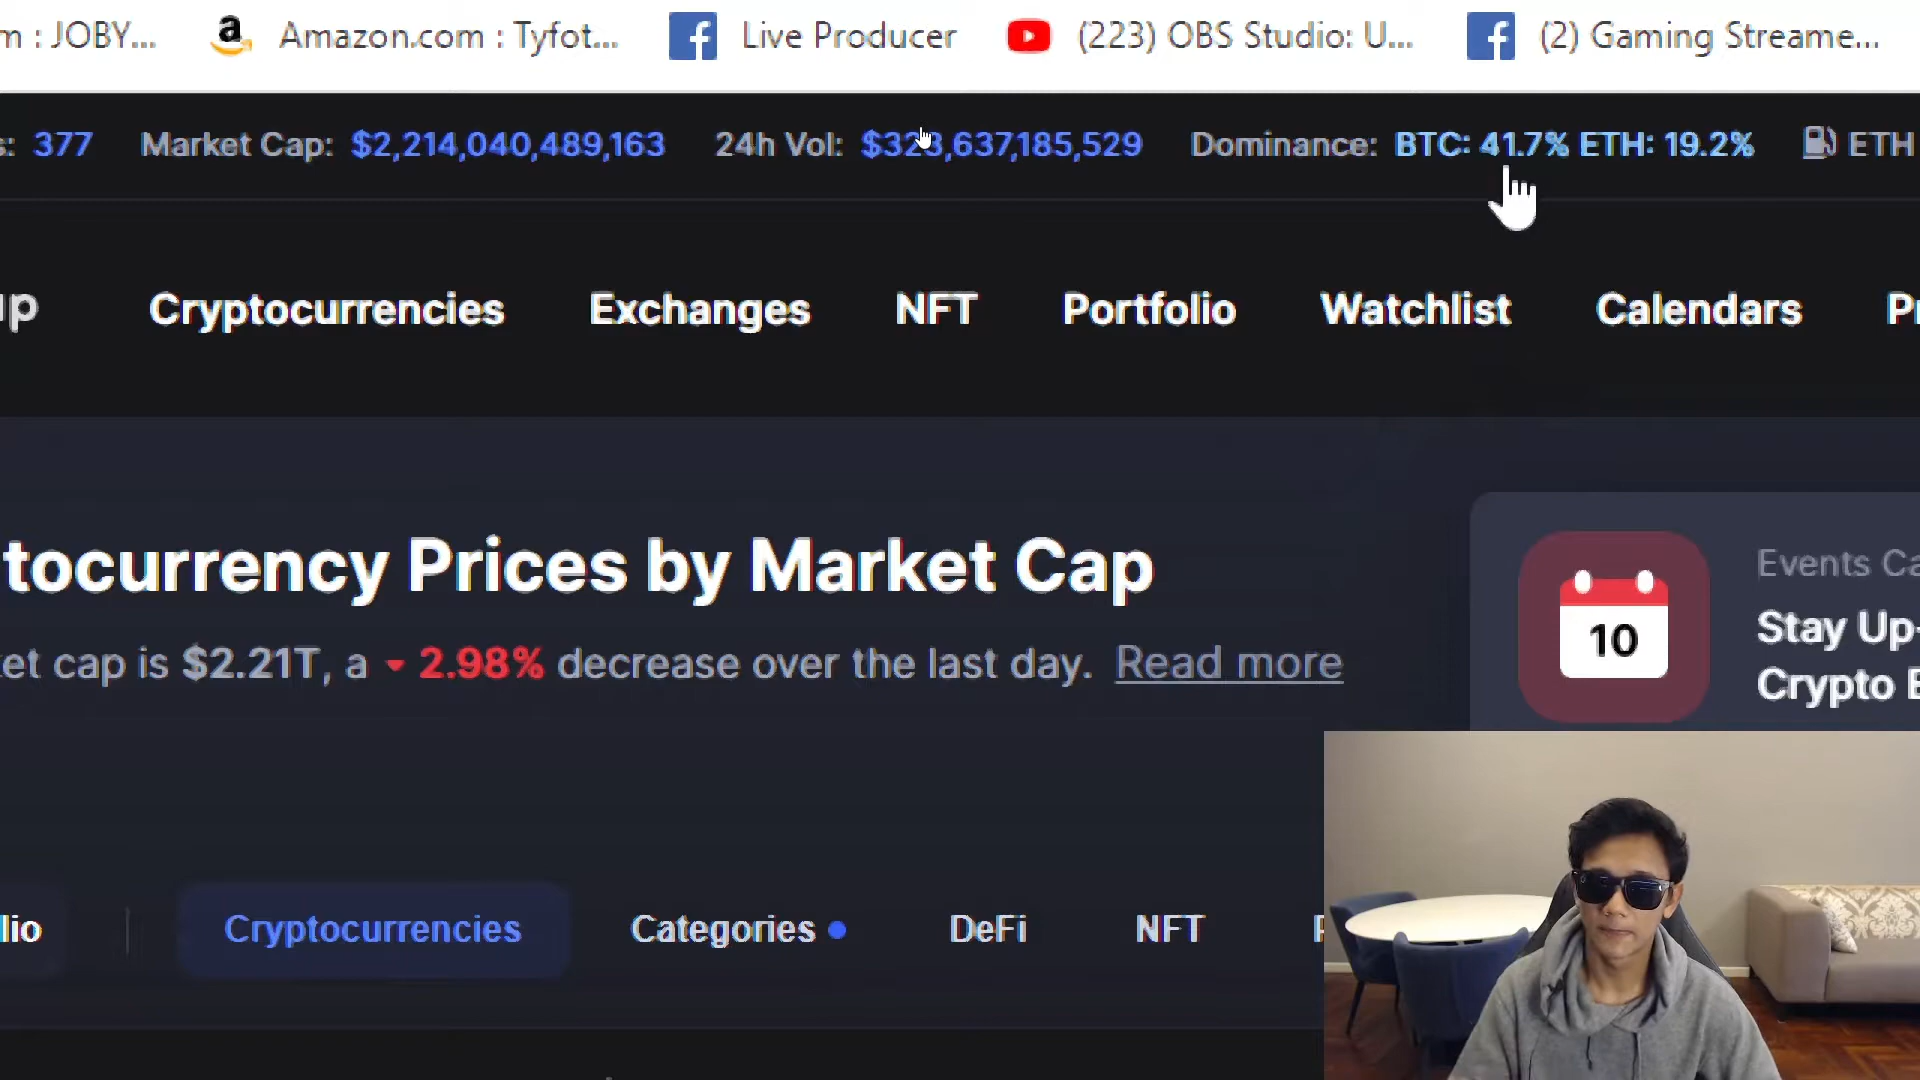 m : JOBY... Amazon.com : Tyfot... Live Producer (223) OBS Studio: U... (2) Gaming Streame...
s: 377 Market Cap: $2,214,040,489,163 24h Vol: $323,637,185,529 Dominance: BTC: 41.7% ETH: 19.2% ETH
up Cryptocurrencies Exchanges NFT Portfolio Watchlist Calendars Pr
tocurrency Prices by Market Cap
et cap is $2.21T, a 2.98% decrease over the last day. Read more
10
Events Ca
Stay Up-
Crypto E
lio Cryptocurrencies Categories DeFi NFT